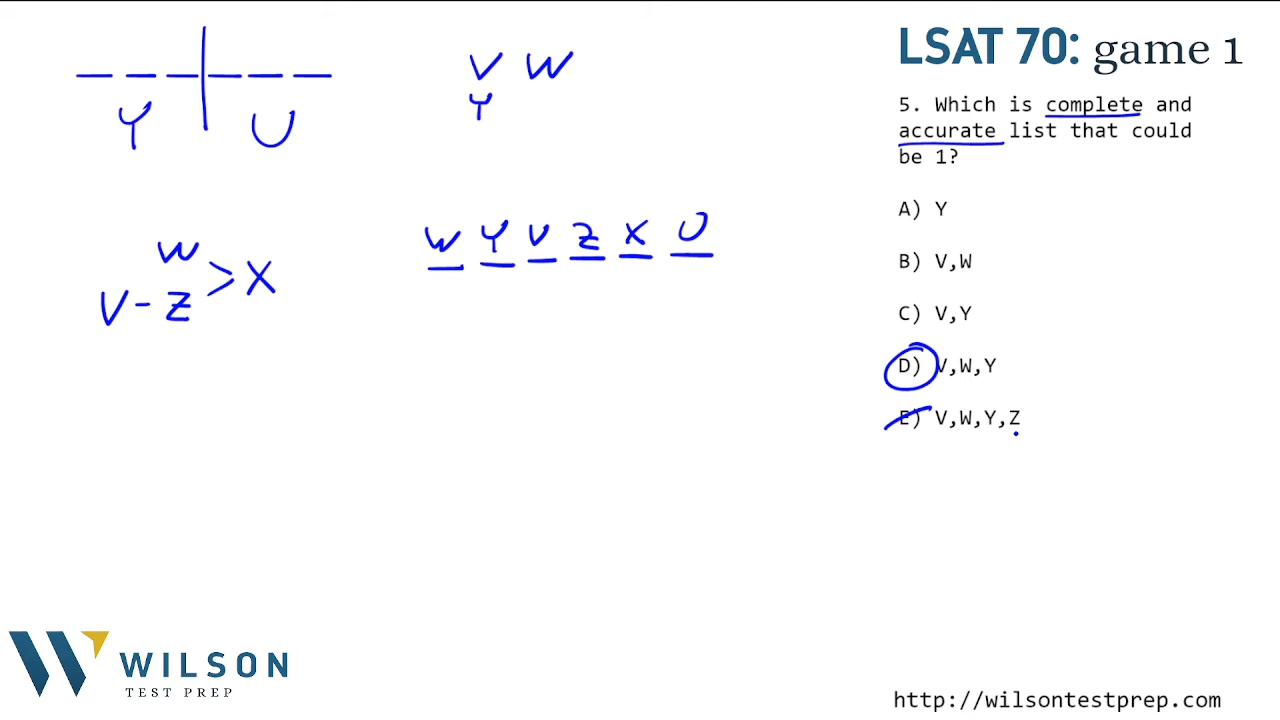 Y U
V W
Y
W
V - Z > X
W Y V Z X U
LSAT 70: game 1
5. Which is complete and
accurate list that could
be 1?
A) Y
B) V,W
C) V,Y
D) V,W,Y
E) V,W,Y,Z
WILSON
TEST PREP
http://wilsontestprep.com